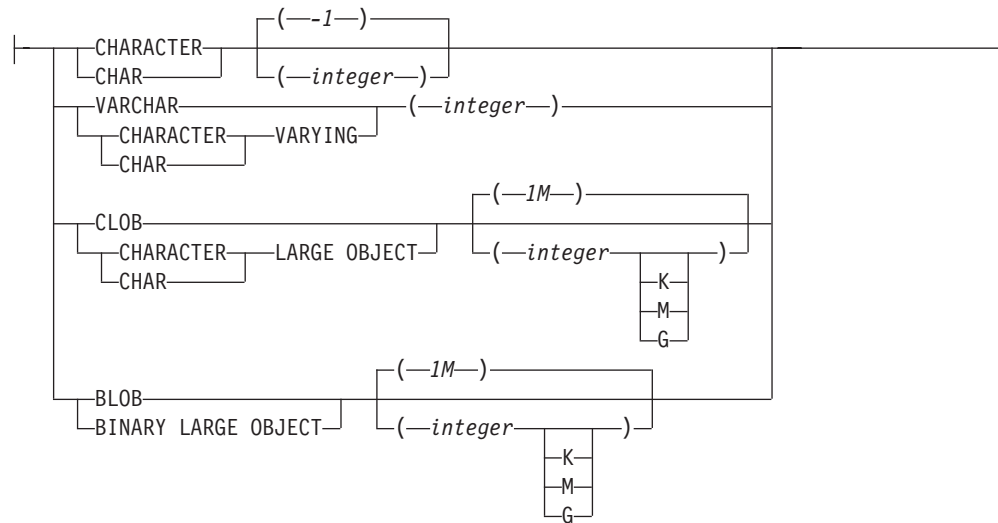 ( -1 )
CHARACTER
CHAR ( integer )
VARCHAR ( integer )
CHARACTER VARYING
CHAR
( 1M )
CLOB
CHARACTER LARGE OBJECT ( integer )
CHAR K
M
G
( 1M )
BLOB
BINARY LARGE OBJECT ( integer )
K
M
G